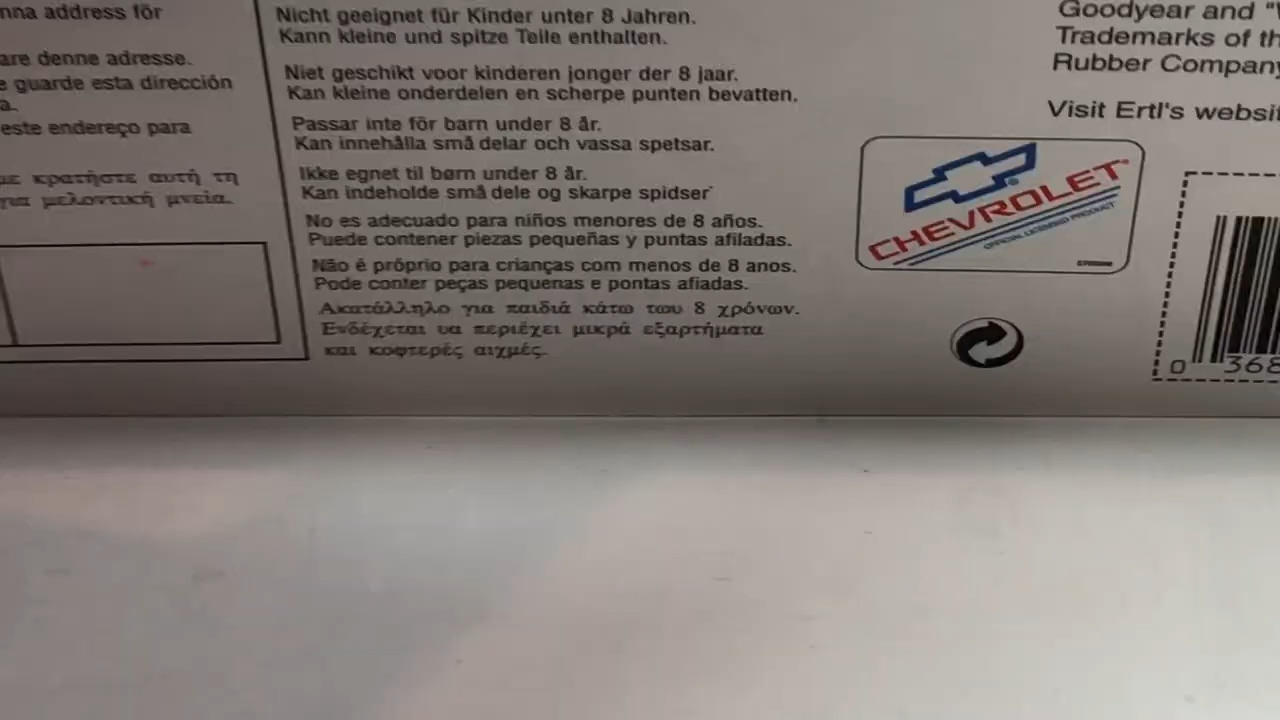 nna address för
are denne adresse.
e guarde esta dirección
a.
este endereço para
με κρατήστε αυτή τη
για μελοντική μνεία.
Nicht geeignet für Kinder unter 8 Jahren.
Kann kleine und spitze Teile enthalten.
Niet geschikt voor kinderen jonger der 8 jaar.
Kan kleine onderdelen en scherpe punten bevatten.
Passar inte för barn under 8 år.
Kan innehålla små delar och vassa spetsar.
Ikke egnet til børn under 8 år.
Kan indeholde små dele og skarpe spidser
No es adecuado para niños menores de 8 años.
Puede contener piezas pequeñas y puntas afiladas.
Não é próprio para crianças com menos de 8 anos.
Pode conter peças pequenas e pontas afiadas.
Ακατάλληλο για παιδιά κάτω των 8 χρόνων.
Ενδέχεται να περιέχει μικρά εξαρτήματα
και κοφτερές αιχμές.
Goodyear and "
Trademarks of th
Rubber Company
Visit Ertl's websit
CHEVROLET
OFFICIAL LICENSED PRODUCT
0 368